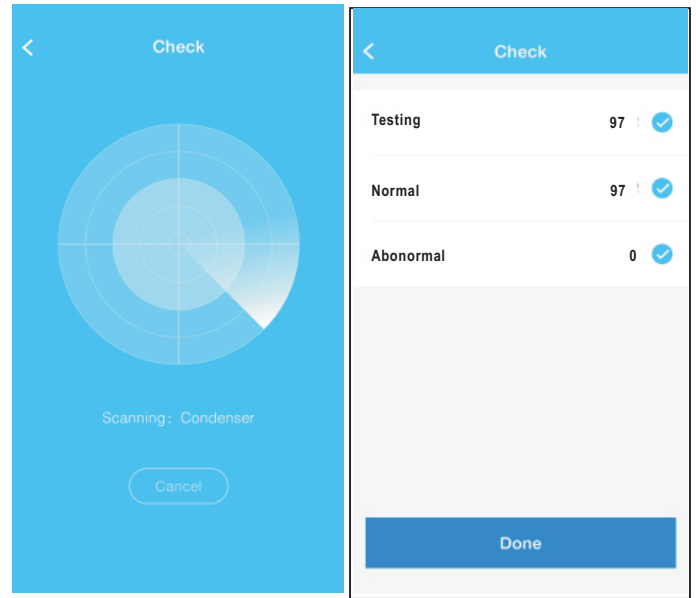 Check
Scanning: Condenser
Cancel
Check
Testing 97
Normal 97
Abonormal 0
Done